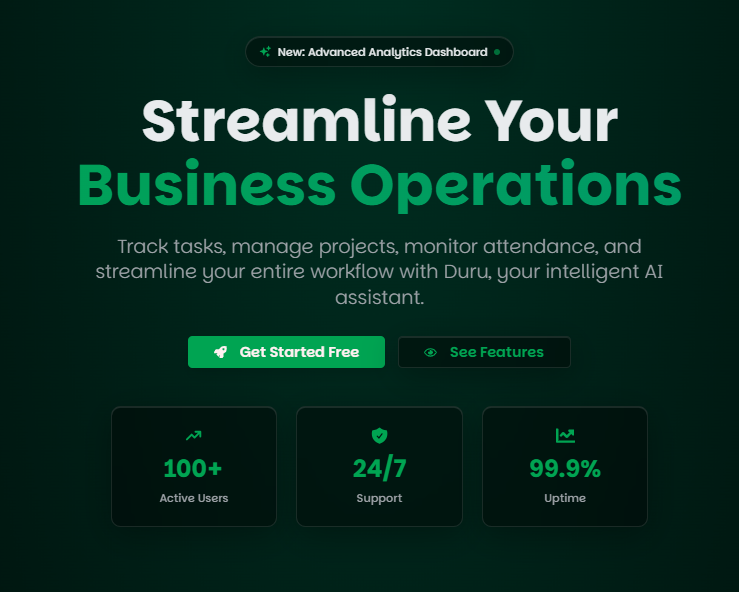 New: Advanced Analytics Dashboard
Streamline Your
Business Operations
Track tasks, manage projects, monitor attendance, and
streamline your entire workflow with Duru, your intelligent AI
assistant.
Get Started Free
See Features
100+
Active Users
24/7
Support
99.9%
Uptime